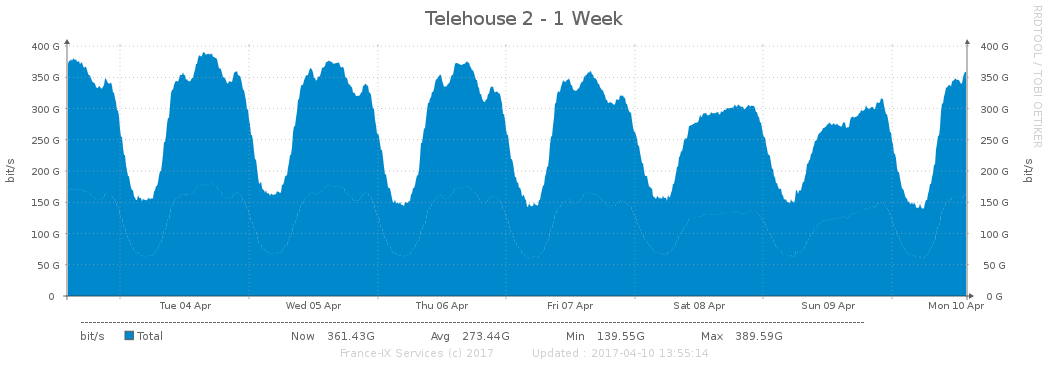 Telehouse 2 - 1 Week
RRDTOOL / TOBI OETIKER
400 G 400 G
350 G 350 G
300 G 300 G
250 G 250 G
200 G 200 G
150 G 150 G
100 G 100 G
50 G 50 G
0 0 G
bit/s bit/s
Tue 04 Apr Wed 05 Apr Thu 06 Apr Fri 07 Apr Sat 08 Apr Sun 09 Apr Mon 10 Apr
bit/s Total Now 361.43G Avg 273.44G Min 139.55G Max 389.59G
France-IX Services (c) 2017 Updated : 2017-04-10 13:55:14